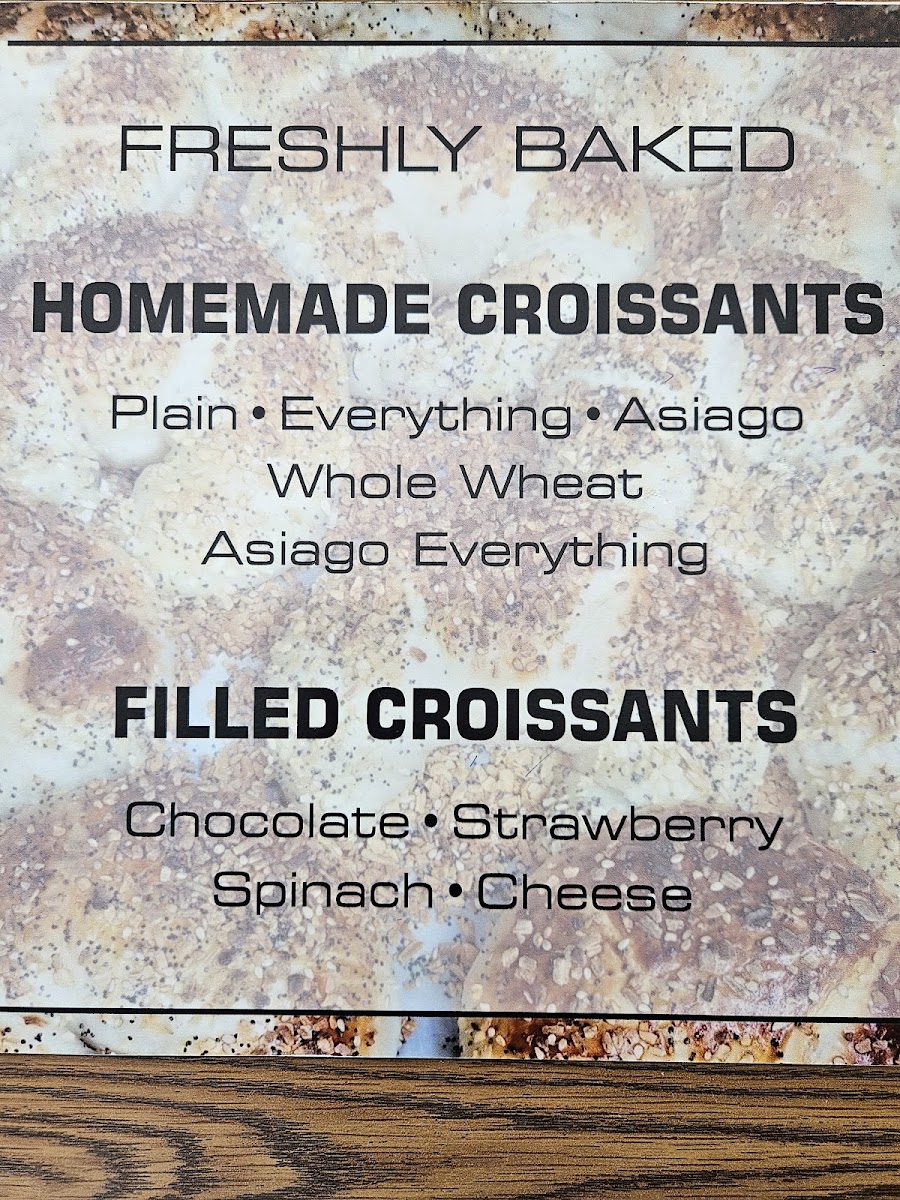 FRESHLY BAKED
HOMEMADE CROISSANTS
Plain • Everything • Asiago
Whole Wheat
Asiago Everything
FILLED CROISSANTS
Chocolate • Strawberry
Spinach • Cheese